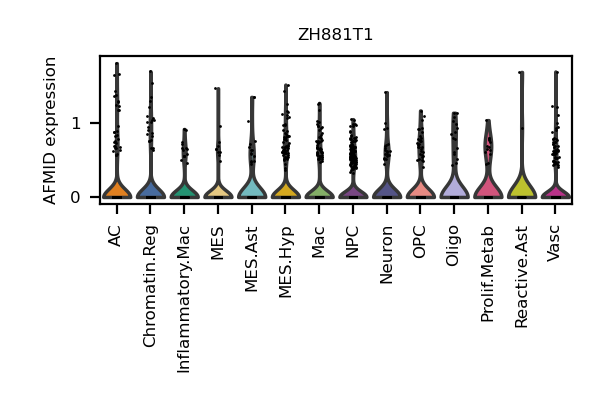 ZH881T1
AFMID expression
1
0
AC
Chromatin.Reg
Inflammatory.Mac
MES
MES.Ast
MES.Hyp
Mac
NPC
Neuron
OPC
Oligo
Prolif.Metab
Reactive.Ast
Vasc